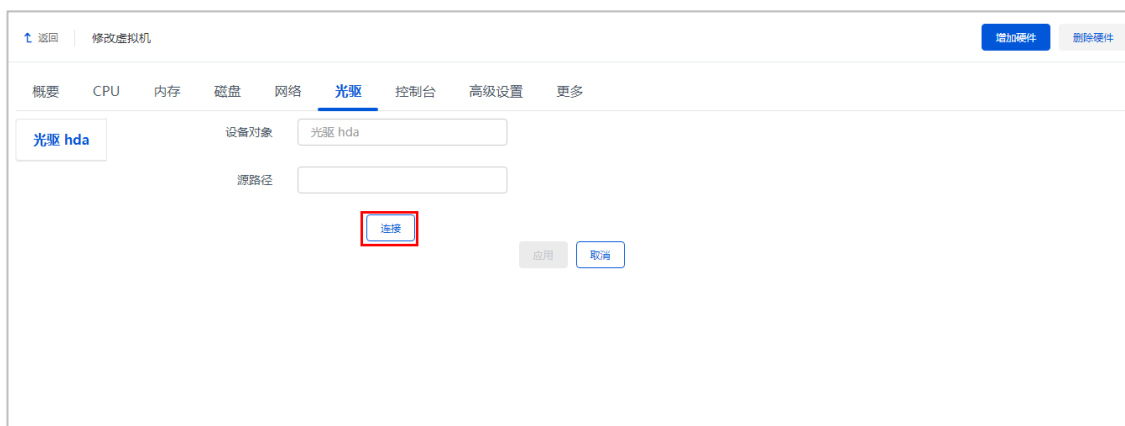 返回 修改虚拟机 增加硬件 删除硬件
概要 CPU 内存 磁盘 网络 光驱 控制台 高级设置 更多
光驱 hda 设备对象 光驱 hda
源路径
连接
应用 取消